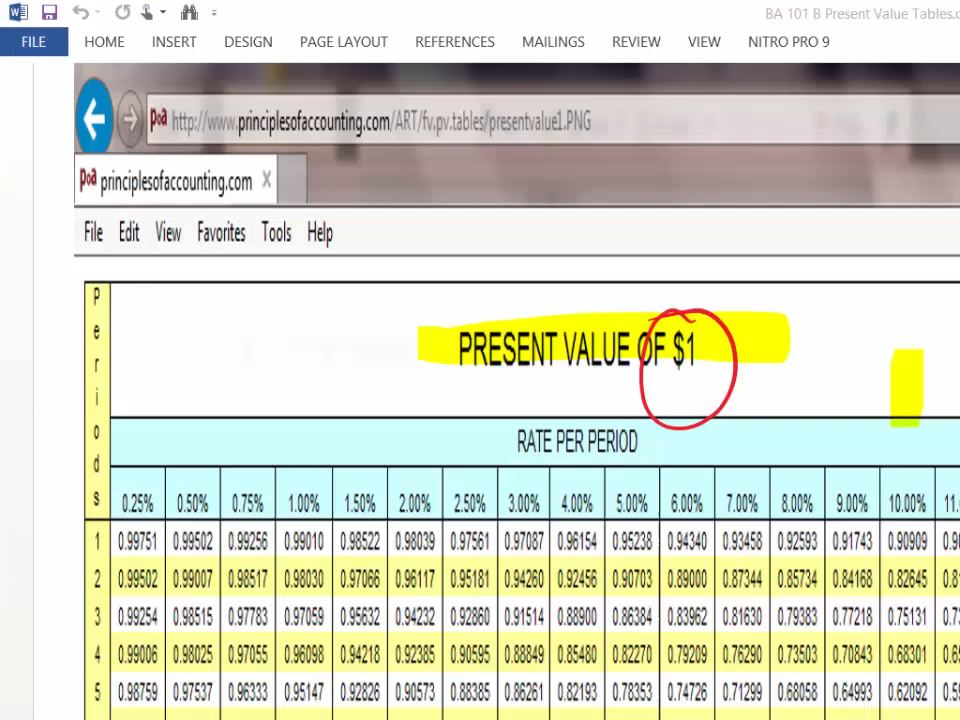 BA 101 B Present Value Tables.
FILE HOME INSERT DESIGN PAGE LAYOUT REFERENCES MAILINGS REVIEW VIEW NITRO PRO 9
PoA http://www.principlesofaccounting.com/ART/fv.pv.tables/presentvalue1.PNG
PoA principlesofaccounting.com x
File Edit View Favorites Tools Help
Periods
PRESENT VALUE OF $1
RATE PER PERIOD
0.25% 0.50% 0.75% 1.00% 1.50% 2.00% 2.50% 3.00% 4.00% 5.00% 6.00% 7.00% 8.00% 9.00% 10.00% 11.
1 0.99751 0.99502 0.99256 0.99010 0.98522 0.98039 0.97561 0.97087 0.96154 0.95238 0.94340 0.93458 0.92593 0.91743 0.90909
2 0.99502 0.99007 0.98517 0.98030 0.97066 0.96117 0.95181 0.94260 0.92456 0.90703 0.89000 0.87344 0.85734 0.84168 0.82645
3 0.99254 0.98515 0.97783 0.97059 0.95632 0.94232 0.92860 0.91514 0.88900 0.86384 0.83962 0.81630 0.79383 0.77218 0.75131
4 0.99006 0.98025 0.97055 0.96098 0.94218 0.92385 0.90595 0.88849 0.85480 0.82270 0.79209 0.76290 0.73503 0.70843 0.68301
5 0.98759 0.97537 0.96333 0.95147 0.92826 0.90573 0.88385 0.86261 0.82193 0.78353 0.74726 0.71299 0.68058 0.64993 0.62092